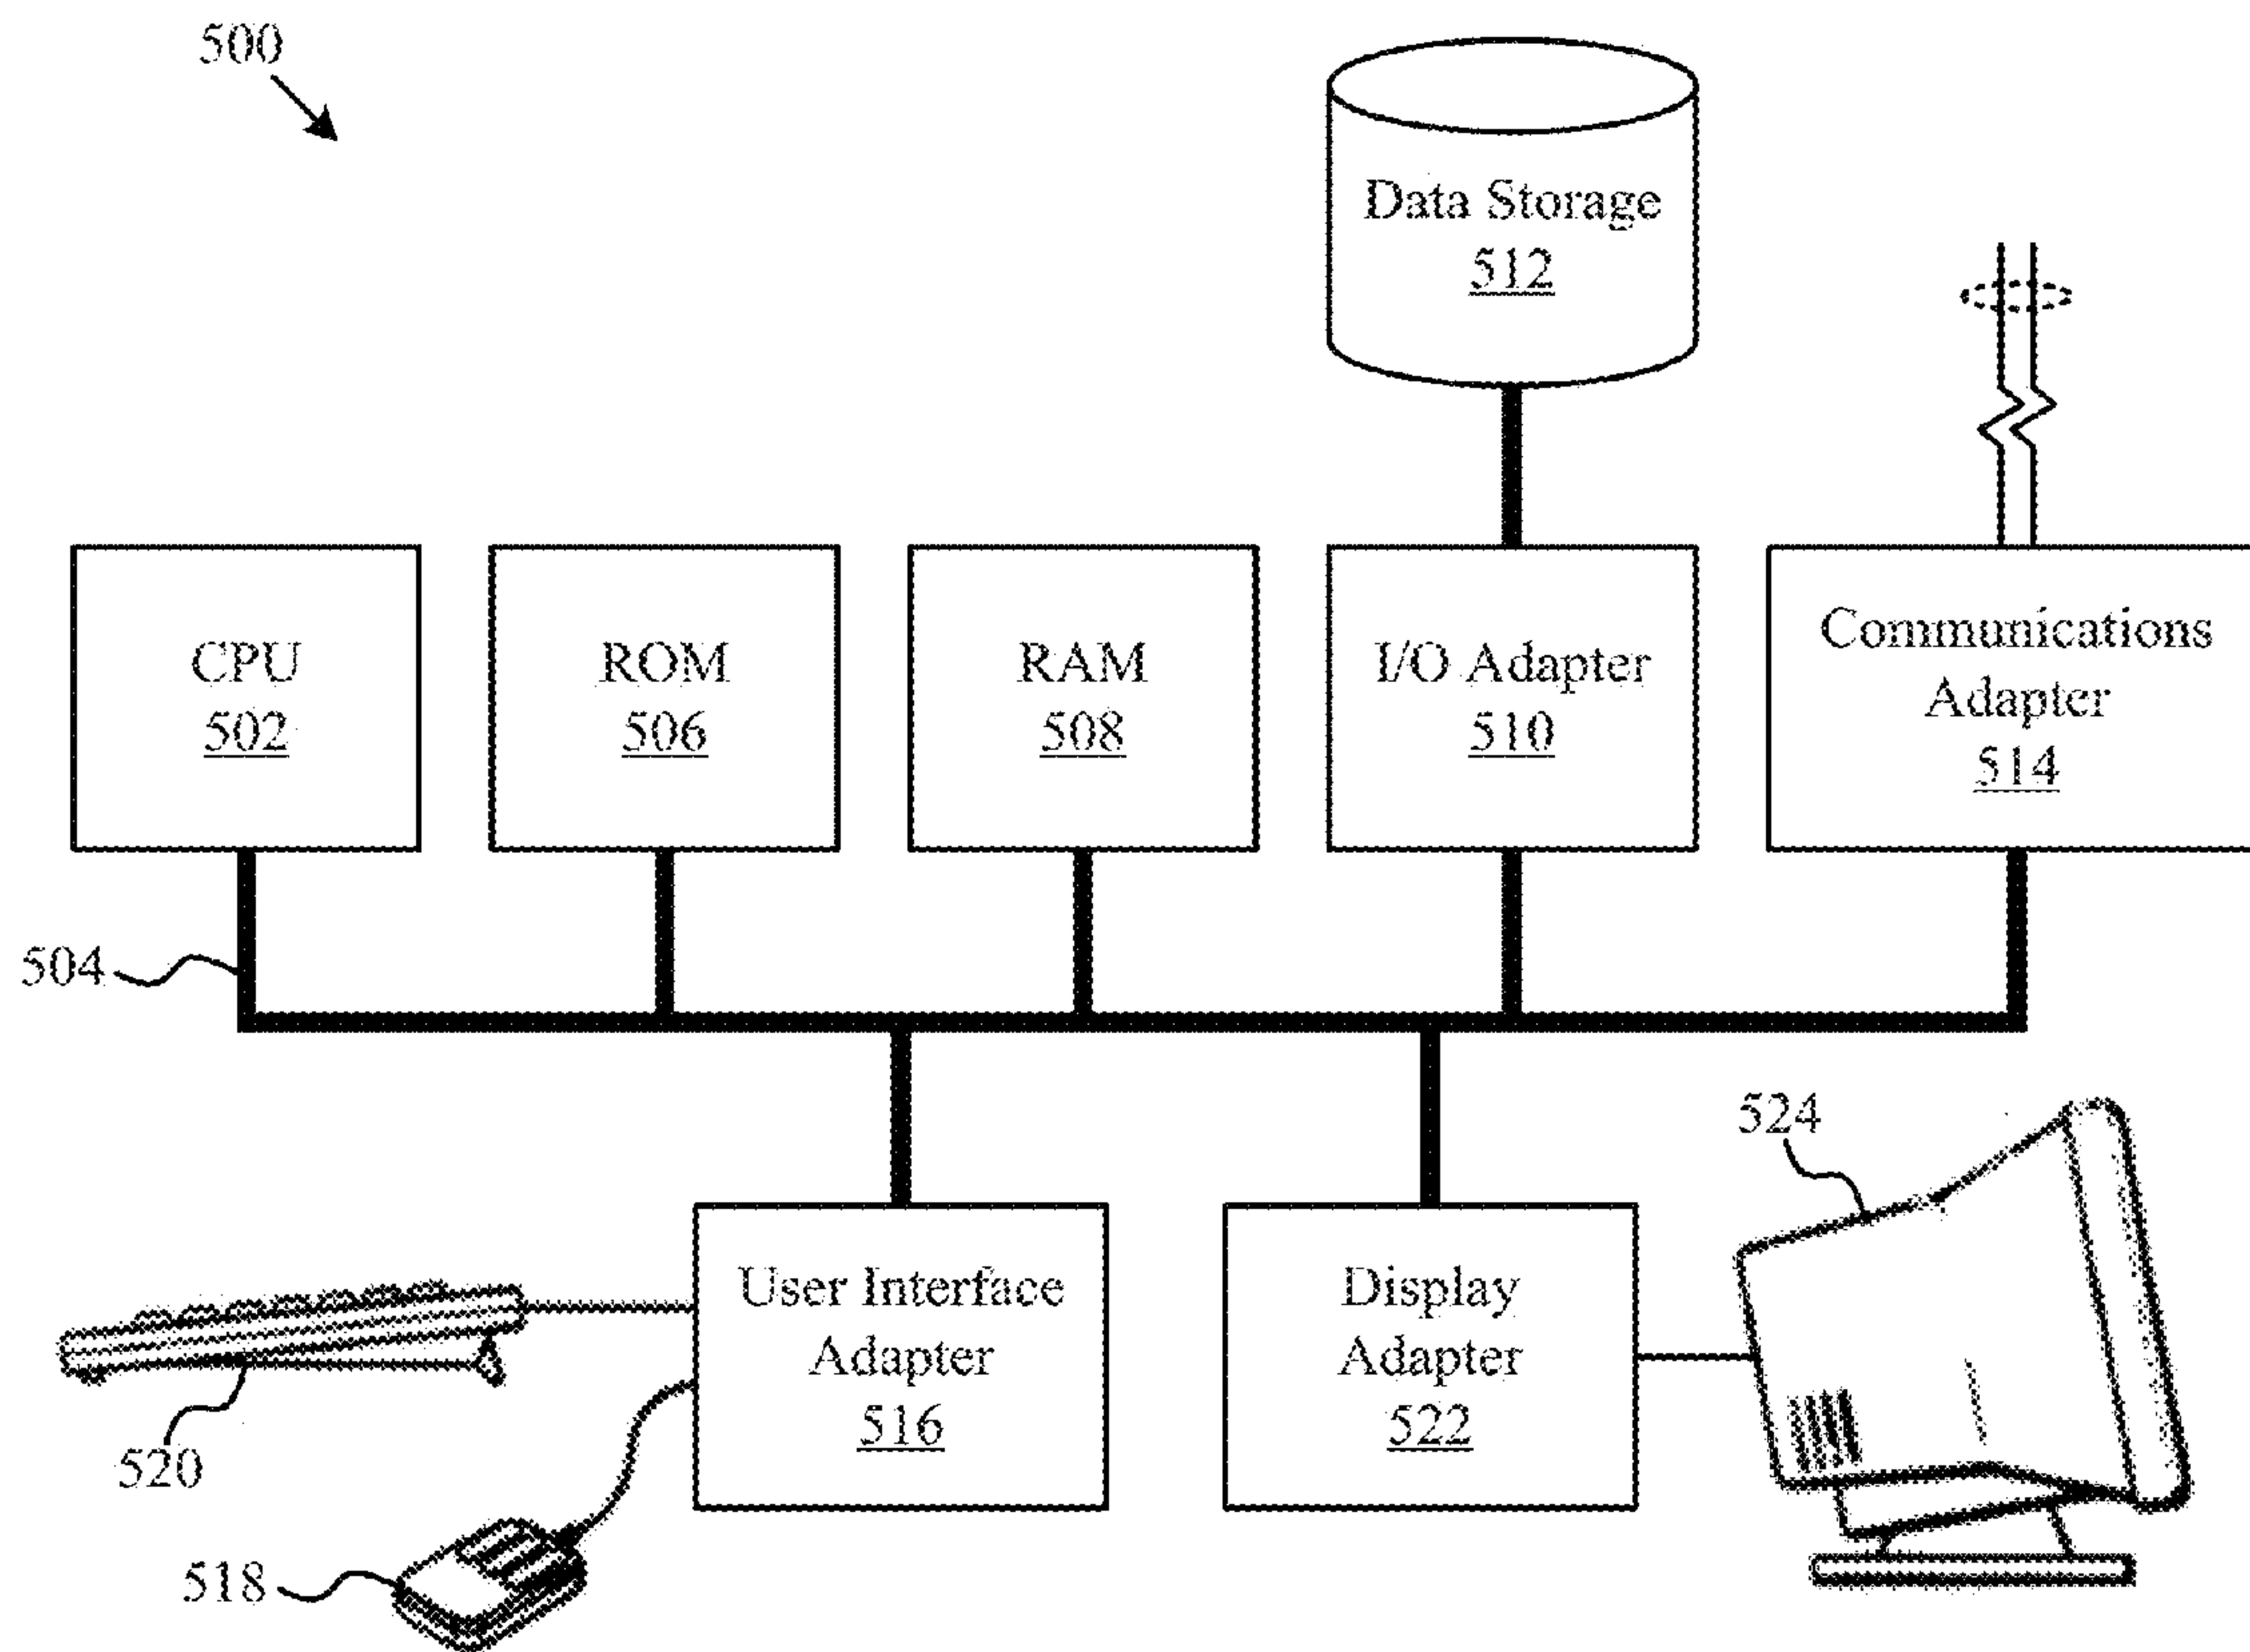 500
Data Storage
512
CPU
502
ROM
506
RAM
508
I/O Adapter
510
Communications
Adapter
514
504
524
User Interface
Adapter
516
Display
Adapter
522
520
518